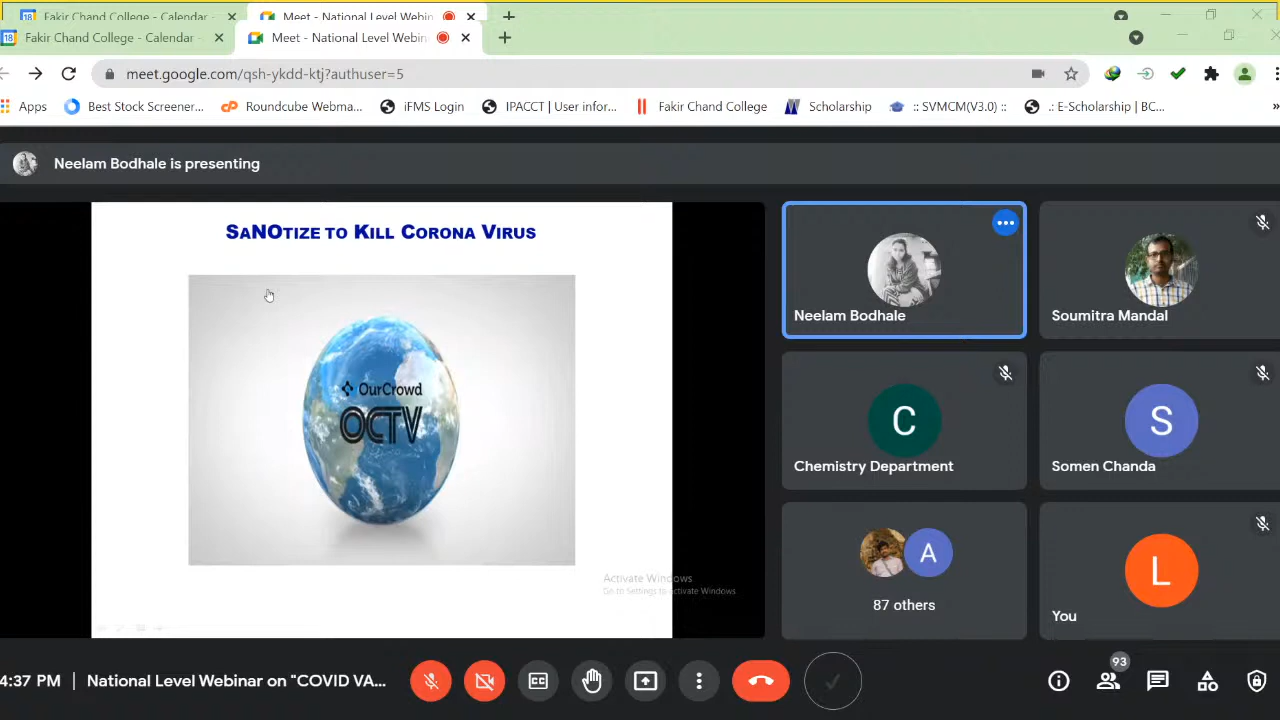 Fakir Chand College - Calendar
Meet - National Level Webin
18
Fakir Chand College - Calendar -
Meet - National Level Webin
meet.google.com/qsh-ykdd-ktj?authuser=5
Apps
Best Stock Screener...
Roundcube Webma...
iFMS Login
IPACCT | User infor...
Fakir Chand College
Scholarship
:: SVMCM(V3.0) ::
.: E-Scholarship | BC...
»
Neelam Bodhale is presenting
SaNOtize to Kill Corona Virus
OurCrowd
OCTV
Activate Windows
Go to Settings to activate Windows.
Neelam Bodhale
Soumitra Mandal
C
Chemistry Department
S
Somen Chanda
A
87 others
L
You
4:37 PM | National Level Webinar on "COVID VA...
CC
93